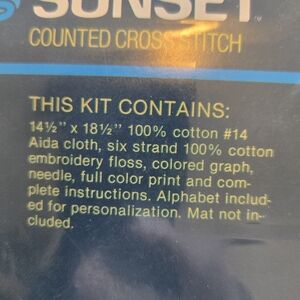 SUNSET
COUNTED CROSS STITCH
THIS KIT CONTAINS:
14½" x 18½" 100% cotton #14
Aida cloth, six strand 100% cotton
embroidery floss, colored graph,
needle, full color print and com-
plete instructions. Alphabet includ-
ed for personalization. Mat not in-
cluded.